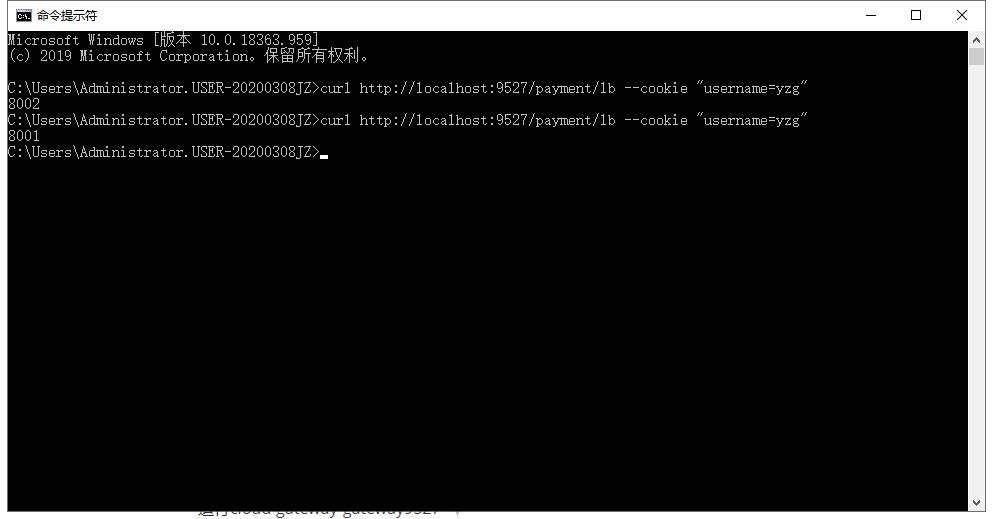 命令提示符
Microsoft Windows [版本 10.0.18363.959]
(c) 2019 Microsoft Corporation。保留所有权利。
C:\Users\Administrator.USER-20200308JZ>curl http://localhost:9527/payment/lb --cookie "username=yzg"
8002
C:\Users\Administrator.USER-20200308JZ>curl http://localhost:9527/payment/lb --cookie "username=yzg"
8001
C:\Users\Administrator.USER-20200308JZ>